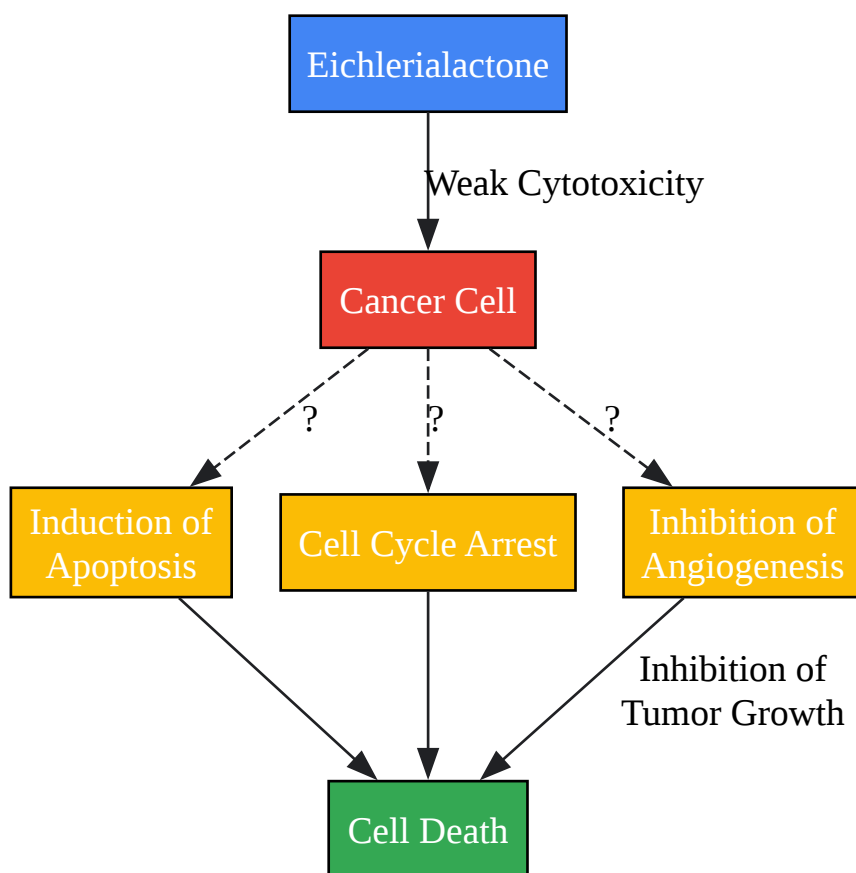 Eichlerialactone
Weak Cytotoxicity
Cancer Cell
?
?
?
Induction of
Apoptosis
Cell Cycle Arrest
Inhibition of
Angiogenesis
Inhibition of
Tumor Growth
Cell Death